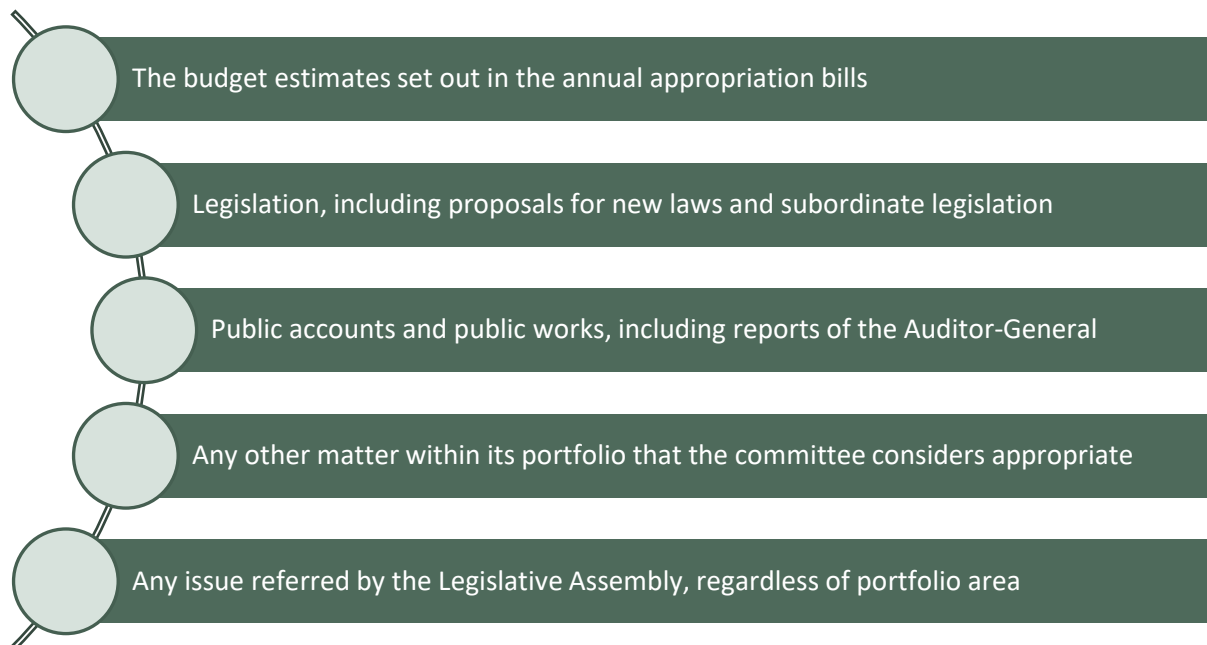 The budget estimates set out in the annual appropriation bills
Legislation, including proposals for new laws and subordinate legislation
Public accounts and public works, including reports of the Auditor-General
Any other matter within its portfolio that the committee considers appropriate
Any issue referred by the Legislative Assembly, regardless of portfolio area